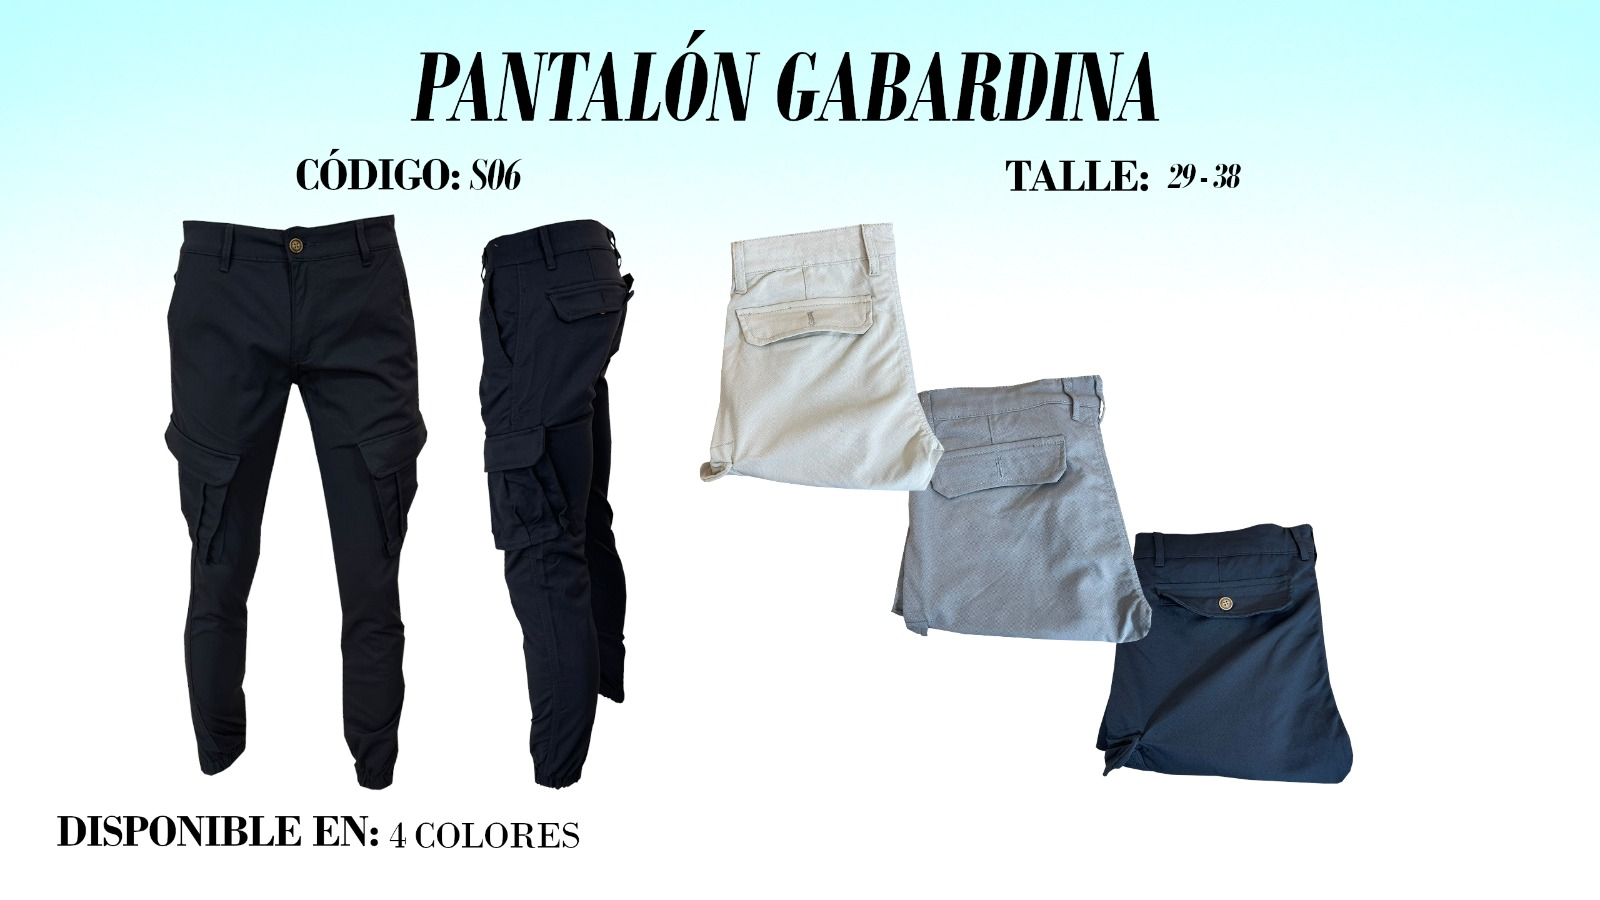 PANTALÓN GABARDINA
CÓDIGO: S06
TALLE: 29 - 38
DISPONIBLE EN: 4 COLORES